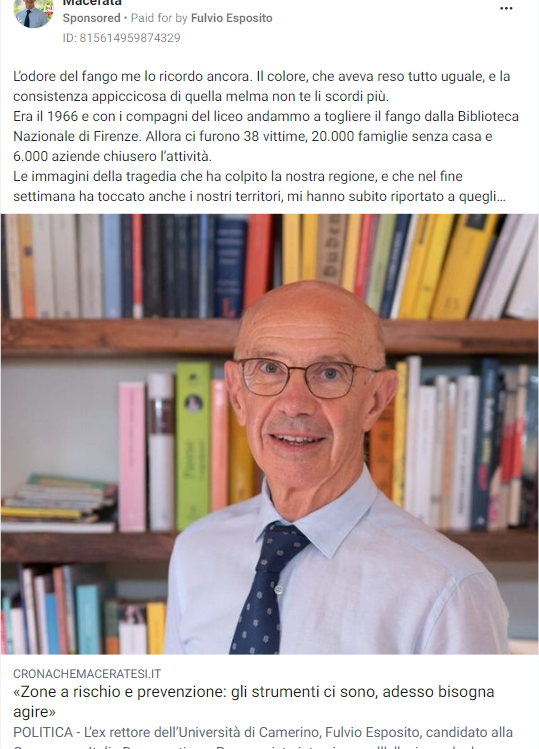 Macerata
Sponsored • Paid for by Fulvio Esposito
ID: 815614959874329
L'odore del fango me lo ricordo ancora. Il colore, che aveva reso tutto uguale, e la
consistenza appiccicosa di quella melma non te li scordi più.
Era il 1966 e con i compagni del liceo andammo a togliere il fango dalla Biblioteca
Nazionale di Firenze. Allora ci furono 38 vittime, 20.000 famiglie senza casa e
6.000 aziende chiusero l'attività.
Le immagini della tragedia che ha colpito la nostra regione, e che nel fine
settimana ha toccato anche i nostri territori, mi hanno subito riportato a quegli...
CRONACHEMACERATESI.IT
«Zone a rischio e prevenzione: gli strumenti ci sono, adesso bisogna
agire»
POLITICA - L'ex rettore dell'Università di Camerino, Fulvio Esposito, candidato alla